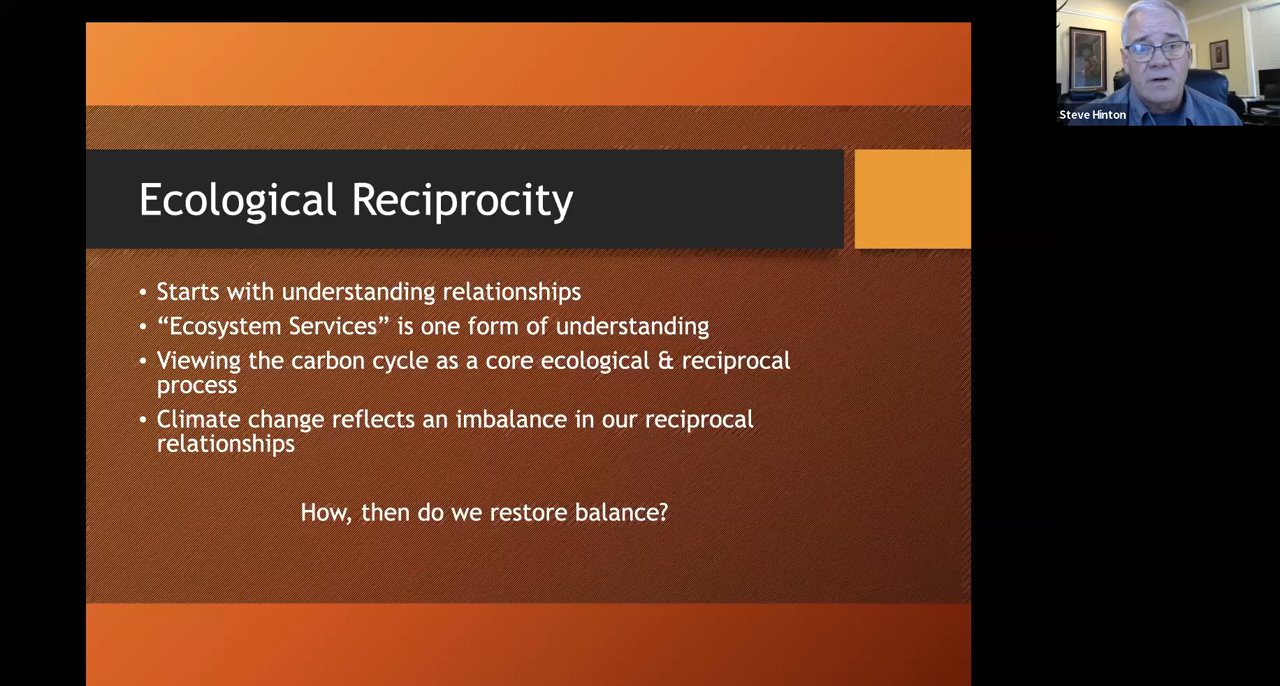 Ecological Reciprocity
• Starts with understanding relationships
• “Ecosystem Services” is one form of understanding
• Viewing the carbon cycle as a core ecological & reciprocal
process
• Climate change reflects an imbalance in our reciprocal
relationships
How, then do we restore balance?
Steve Hinton